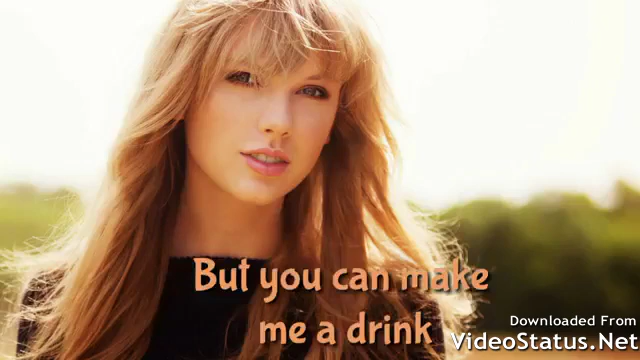 But you can make
me a drink
Downloaded From
VideoStatus.Net